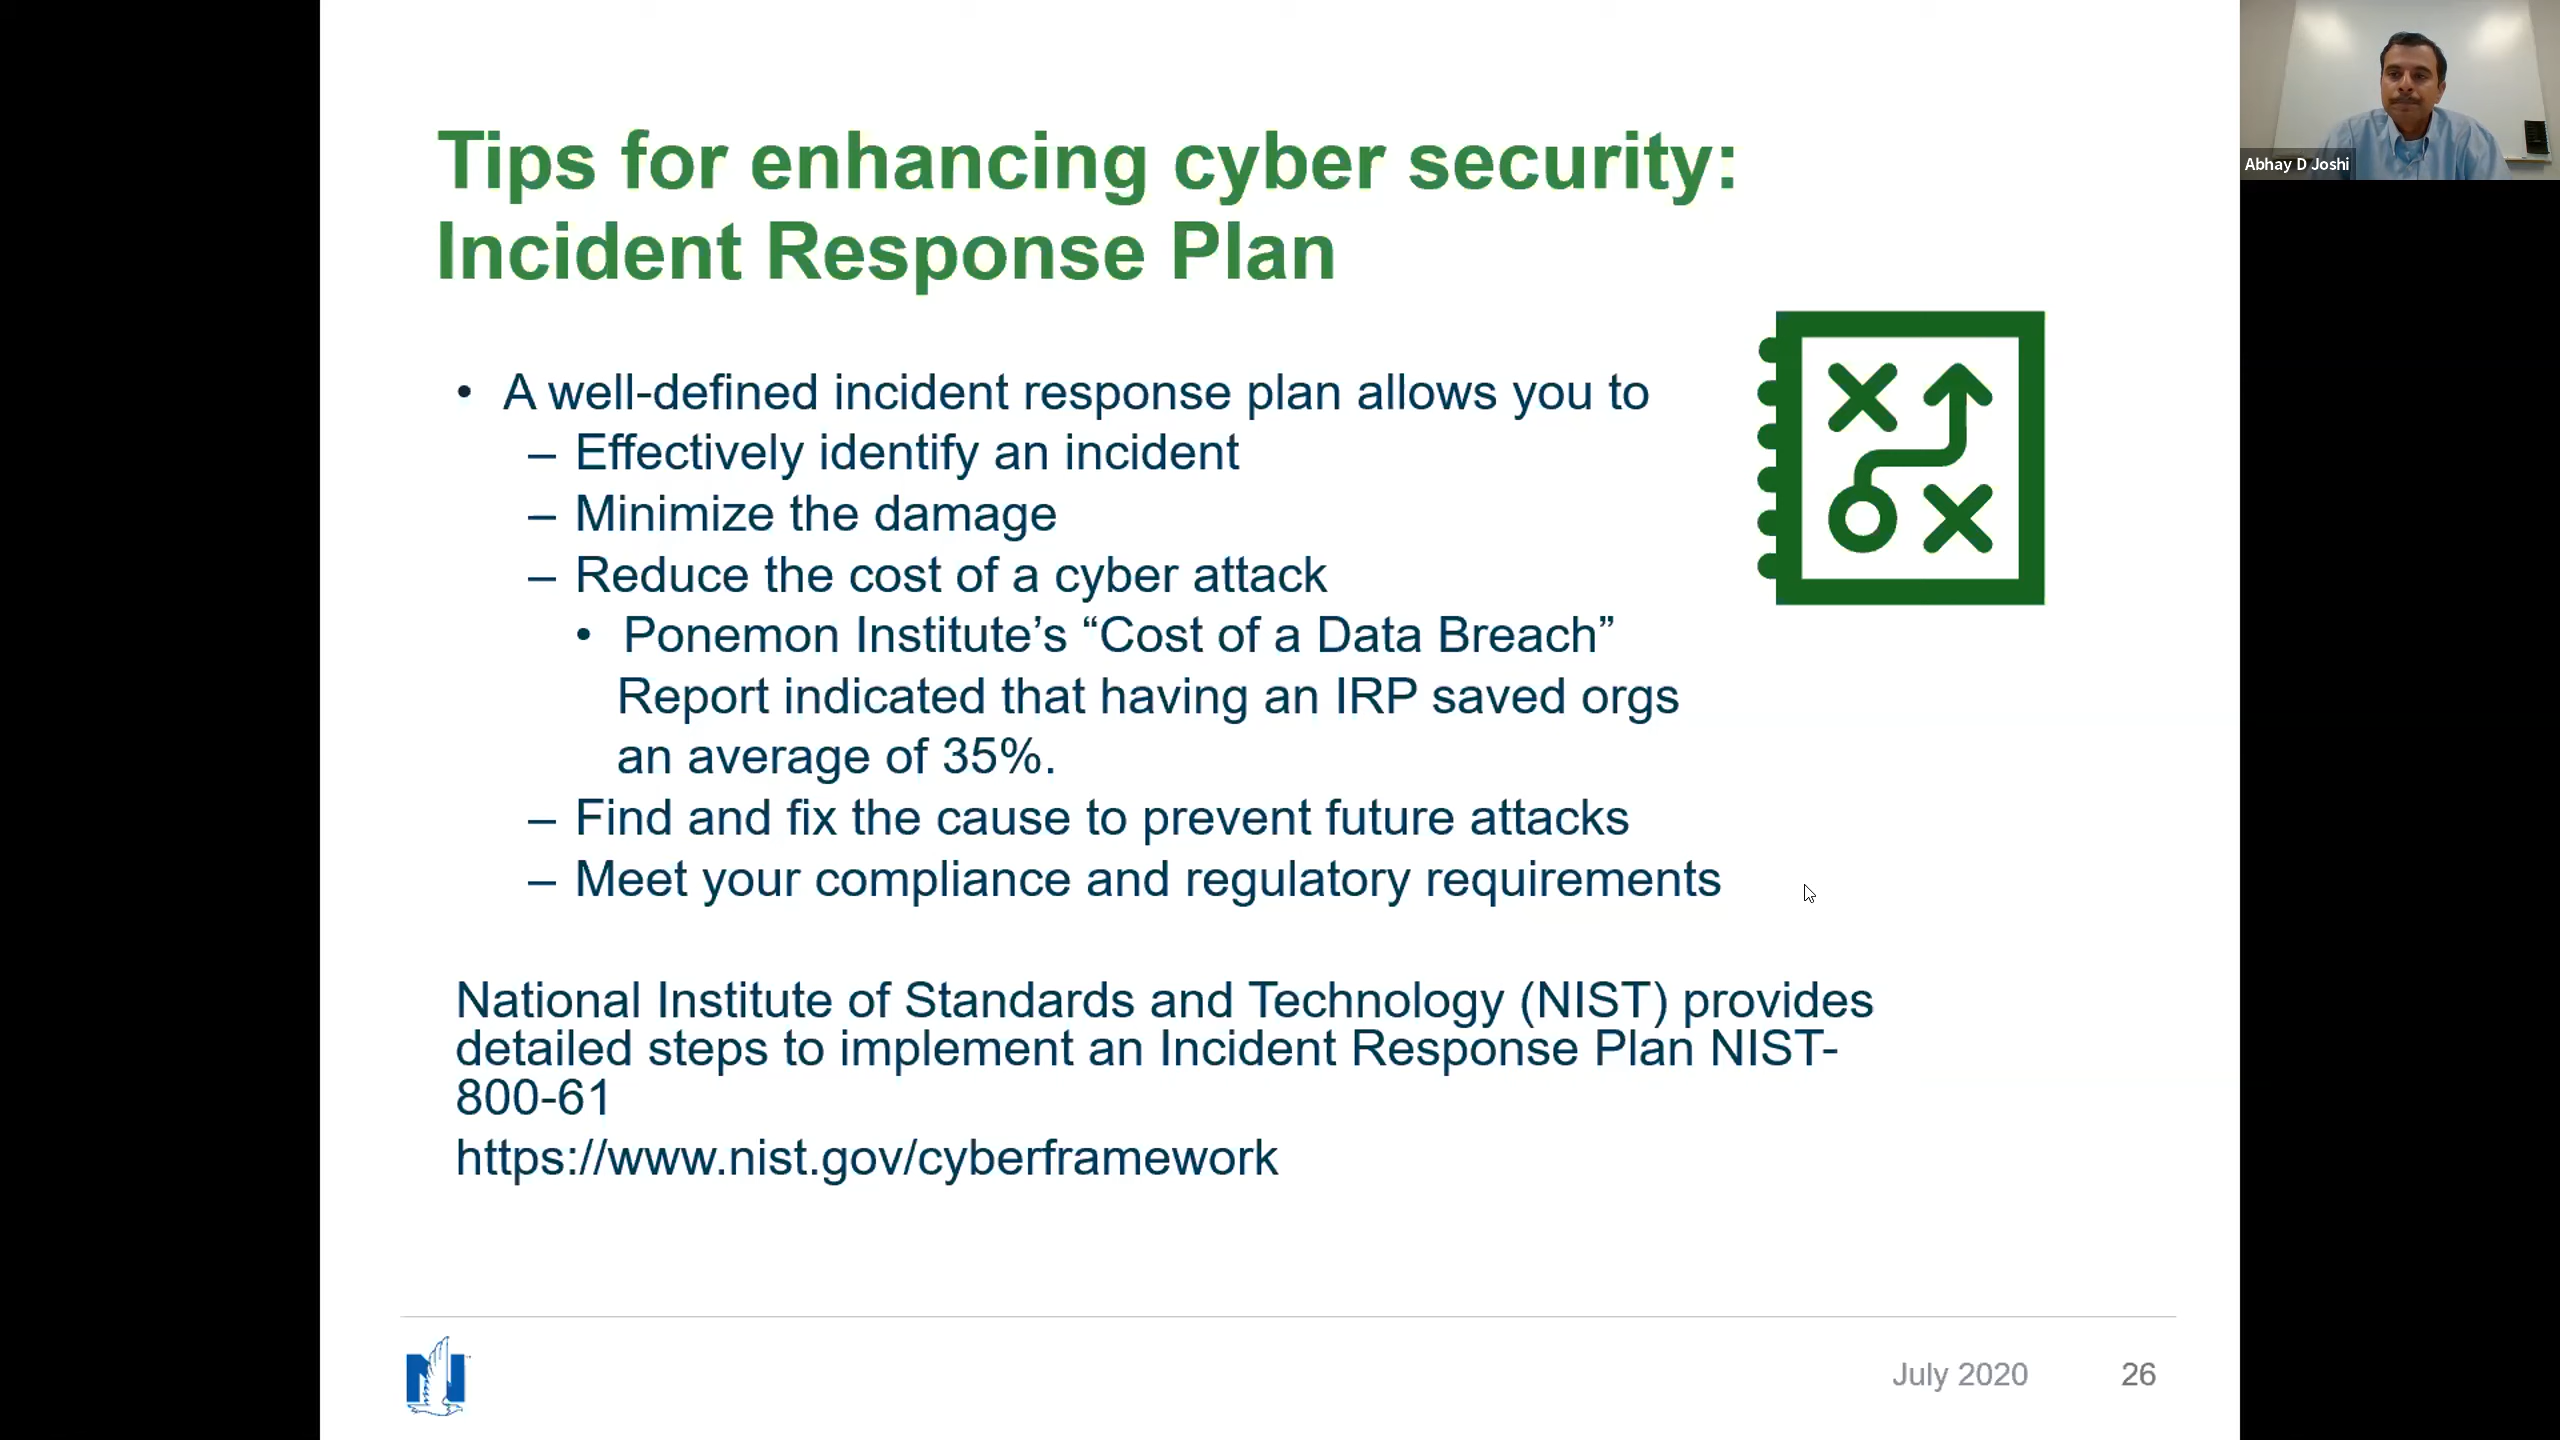 Tips for enhancing cyber security:
Incident Response Plan
• A well-defined incident response plan allows you to
– Effectively identify an incident
– Minimize the damage
– Reduce the cost of a cyber attack
• Ponemon Institute’s “Cost of a Data Breach”
Report indicated that having an IRP saved orgs
an average of 35%.
– Find and fix the cause to prevent future attacks
– Meet your compliance and regulatory requirements
National Institute of Standards and Technology (NIST) provides
detailed steps to implement an Incident Response Plan NIST-
800-61
https://www.nist.gov/cyberframework
July 2020 26
Abhay D Joshi